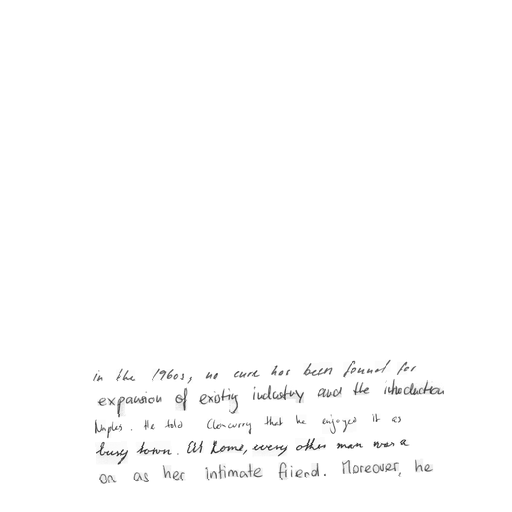 in the 1960s, no cure has been found for
expansion of existing industry and the introduction
Naples. He told Cloncurry that he enjoyed it as
busy town. At home, every other man was a
on as her intimate friend. Moreover, he